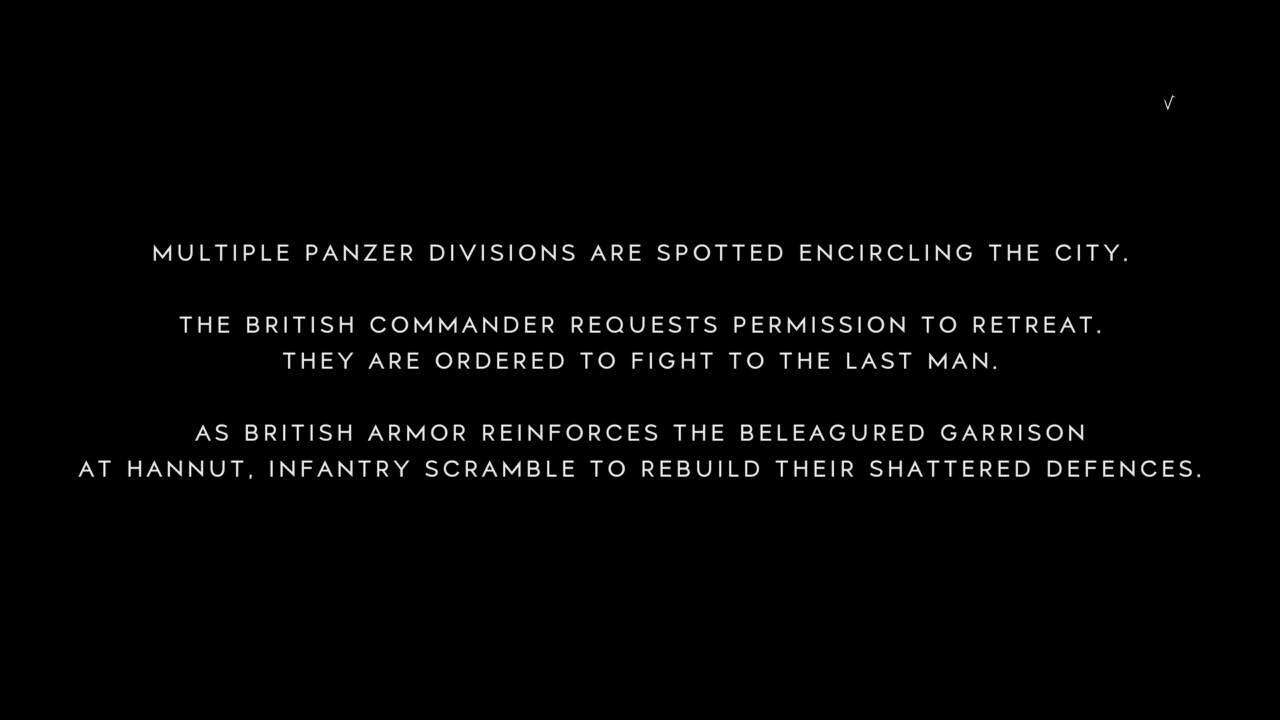 √
MULTIPLE PANZER DIVISIONS ARE SPOTTED ENCIRCLING THE CITY.
THE BRITISH COMMANDER REQUESTS PERMISSION TO RETREAT.
THEY ARE ORDERED TO FIGHT TO THE LAST MAN.
AS BRITISH ARMOR REINFORCES THE BELEAGURED GARRISON
AT HANNUT, INFANTRY SCRAMBLE TO REBUILD THEIR SHATTERED DEFENCES.